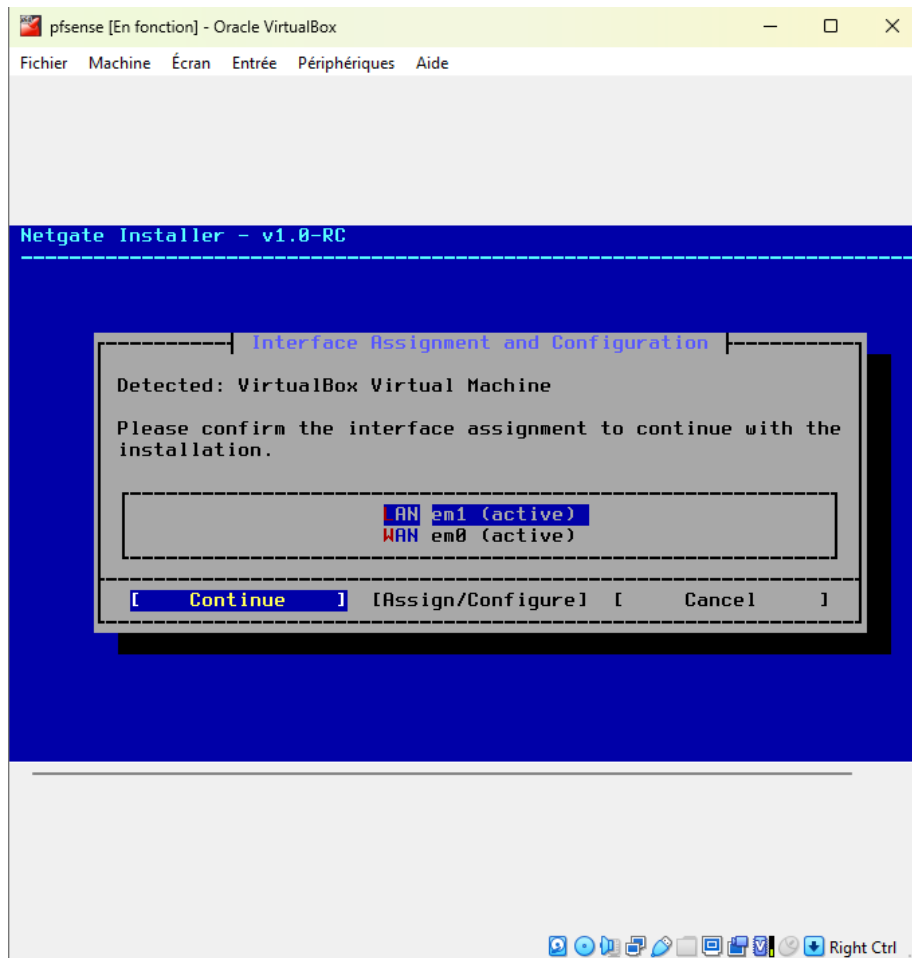 pfsense [En fonction] - Oracle VirtualBox
Fichier Machine Écran Entrée Périphériques Aide
Netgate Installer - v1.0-RC
Interface Assignment and Configuration
Detected: VirtualBox Virtual Machine
Please confirm the interface assignment to continue with the
installation.
LAN em1 (active)
WAN em0 (active)
[ Continue ] [Assign/Configure] [ Cancel ]
Right Ctrl